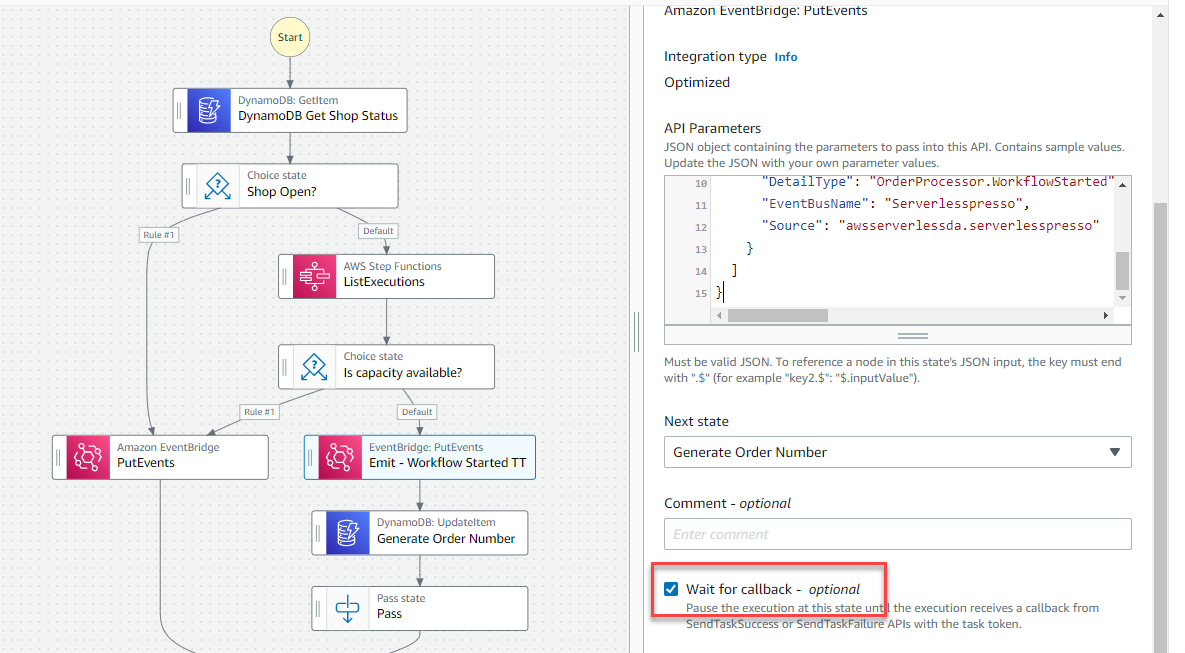 Start
DynamoDB: GetItem
DynamoDB Get Shop Status
Choice state
Shop Open?
Rule #1
Default
AWS Step Functions
ListExecutions
Choice state
Is capacity available?
Rule #1
Default
Amazon EventBridge
PutEvents
EventBridge: PutEvents
Emit - Workflow Started TT
DynamoDB: UpdateItem
Generate Order Number
Pass state
Pass
Amazon EventBridge: PutEvents
Integration type Info
Optimized
API Parameters
JSON object containing the parameters to pass into this API. Contains sample values.
Update the JSON with your own parameter values.
10 "DetailType": "OrderProcessor.WorkflowStarted"
11 "EventBusName": "Serverlesspresso",
12 "Source": "awsserverlessda.serverlesspresso"
13 }
14 ]
15 }
Must be valid JSON. To reference a node in this state's JSON input, the key must end
with ".$" (for example "key2.$": "$.inputValue").
Next state
Generate Order Number
Comment - optional
Enter comment
Wait for callback - optional
Pause the execution at this state until the execution receives a callback from
SendTaskSuccess or SendTaskFailure APIs with the task token.